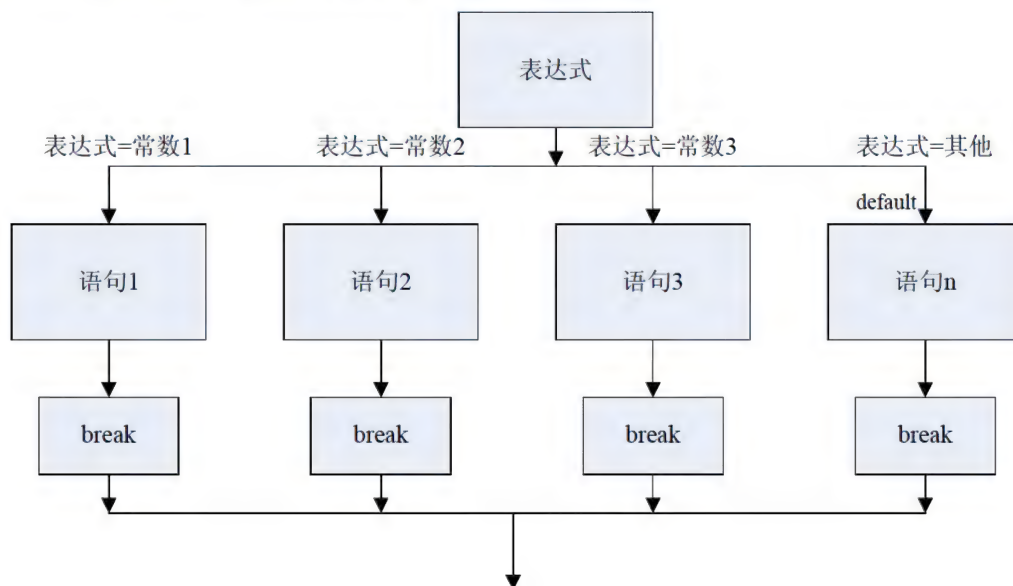 表达式
表达式=常数1
表达式=常数2
表达式=常数3
表达式=其他
default
语句1
语句2
语句3
语句n
break
break
break
break